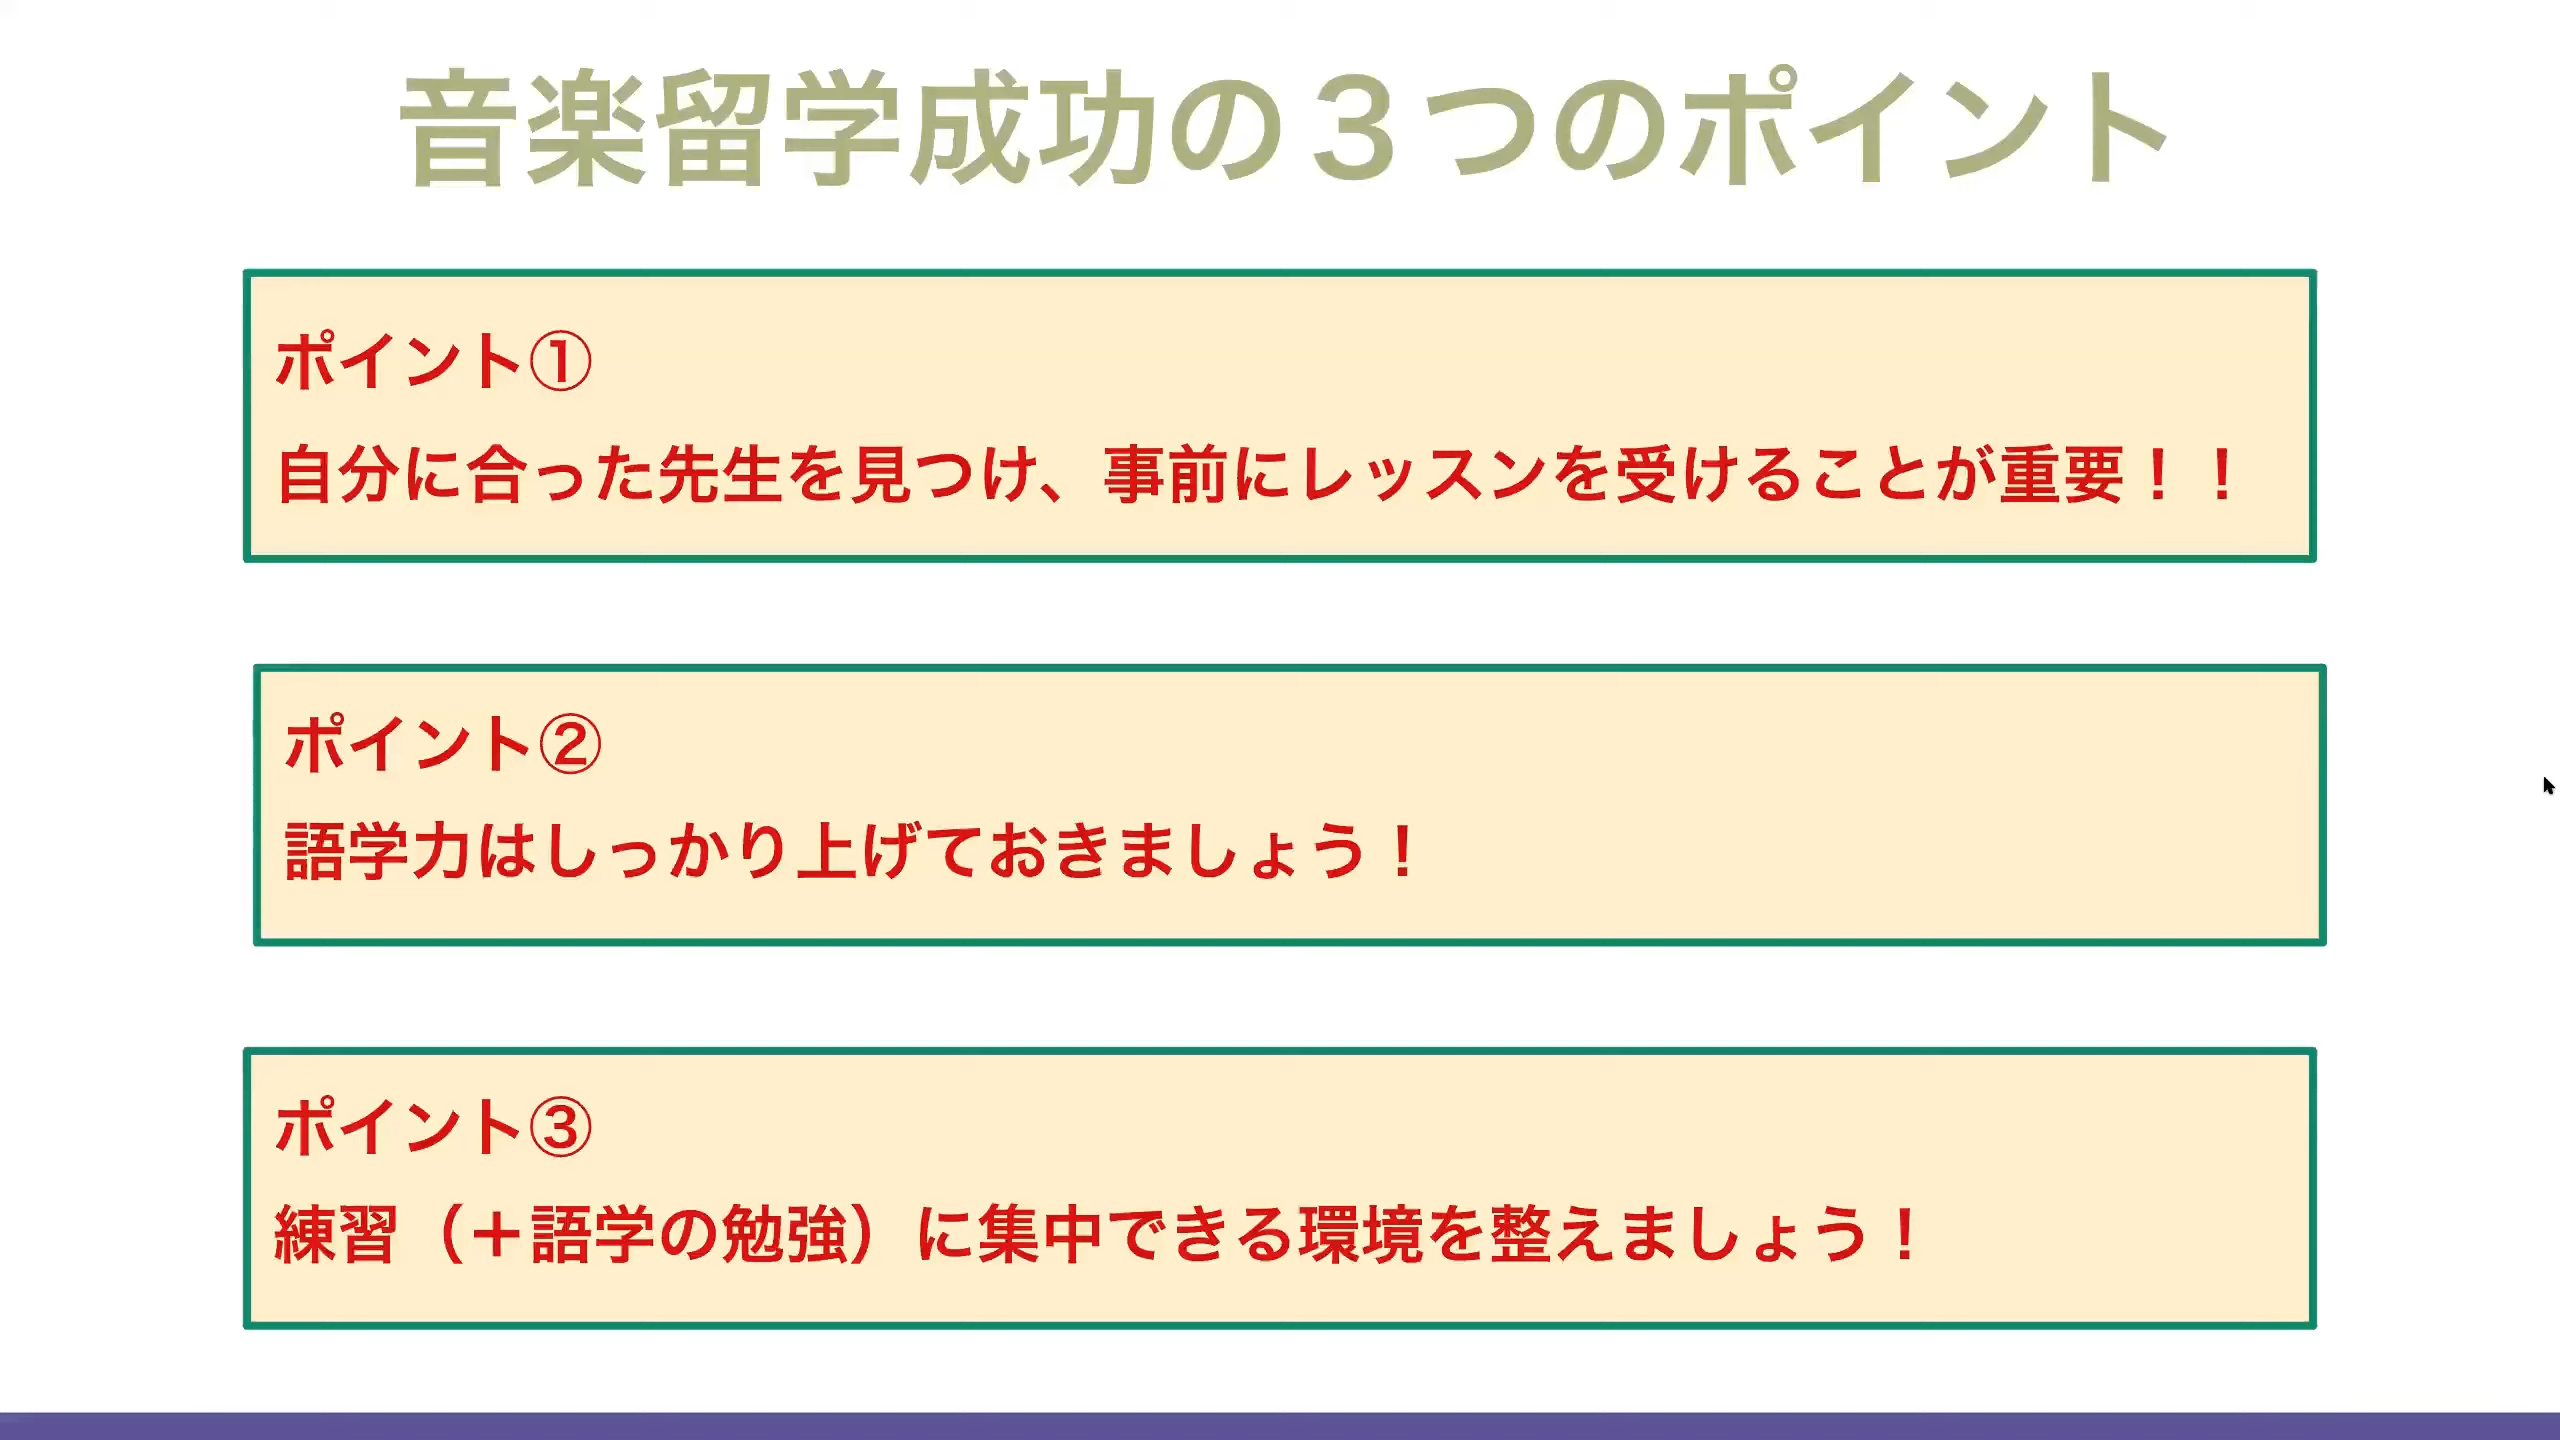 音楽留学成功の３つのポイント
ポイント①
自分に合った先生を見つけ、事前にレッスンを受けることが重要！！
ポイント②
語学力はしっかり上げておきましょう！
ポイント③
練習（＋語学の勉強）に集中できる環境を整えましょう！